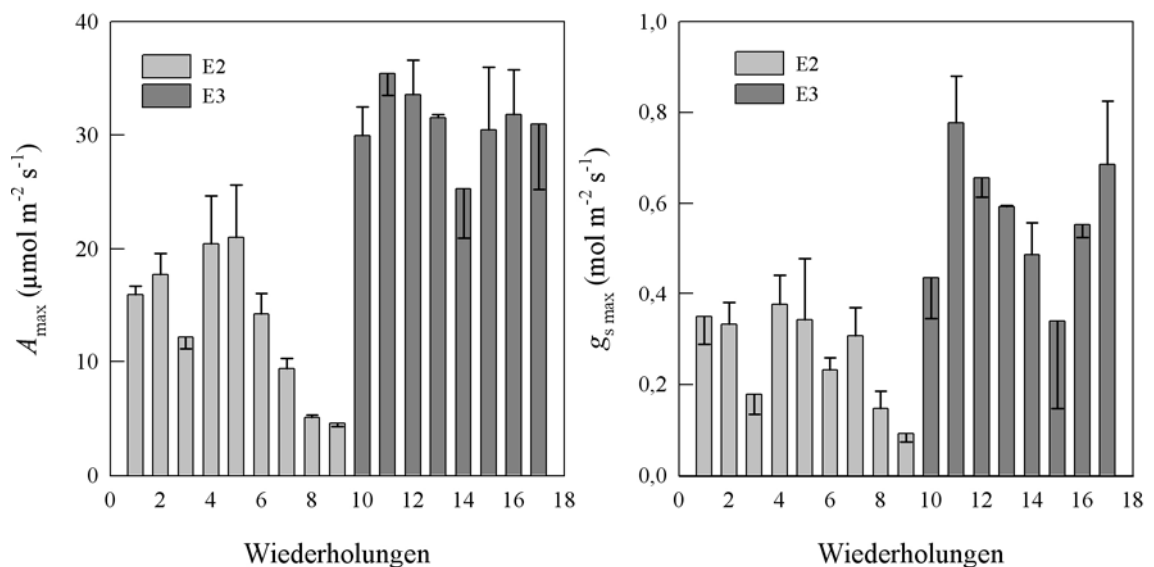 40
30
20
10
0
A max (µmol m⁻² s⁻¹)
E2
E3
0 2 4 6 8 10 12 14 16 18
Wiederholungen
1,0
0,8
0,6
0,4
0,2
0,0
g s max (mol m⁻² s⁻¹)
E2
E3
0 2 4 6 8 10 12 14 16 18
Wiederholungen